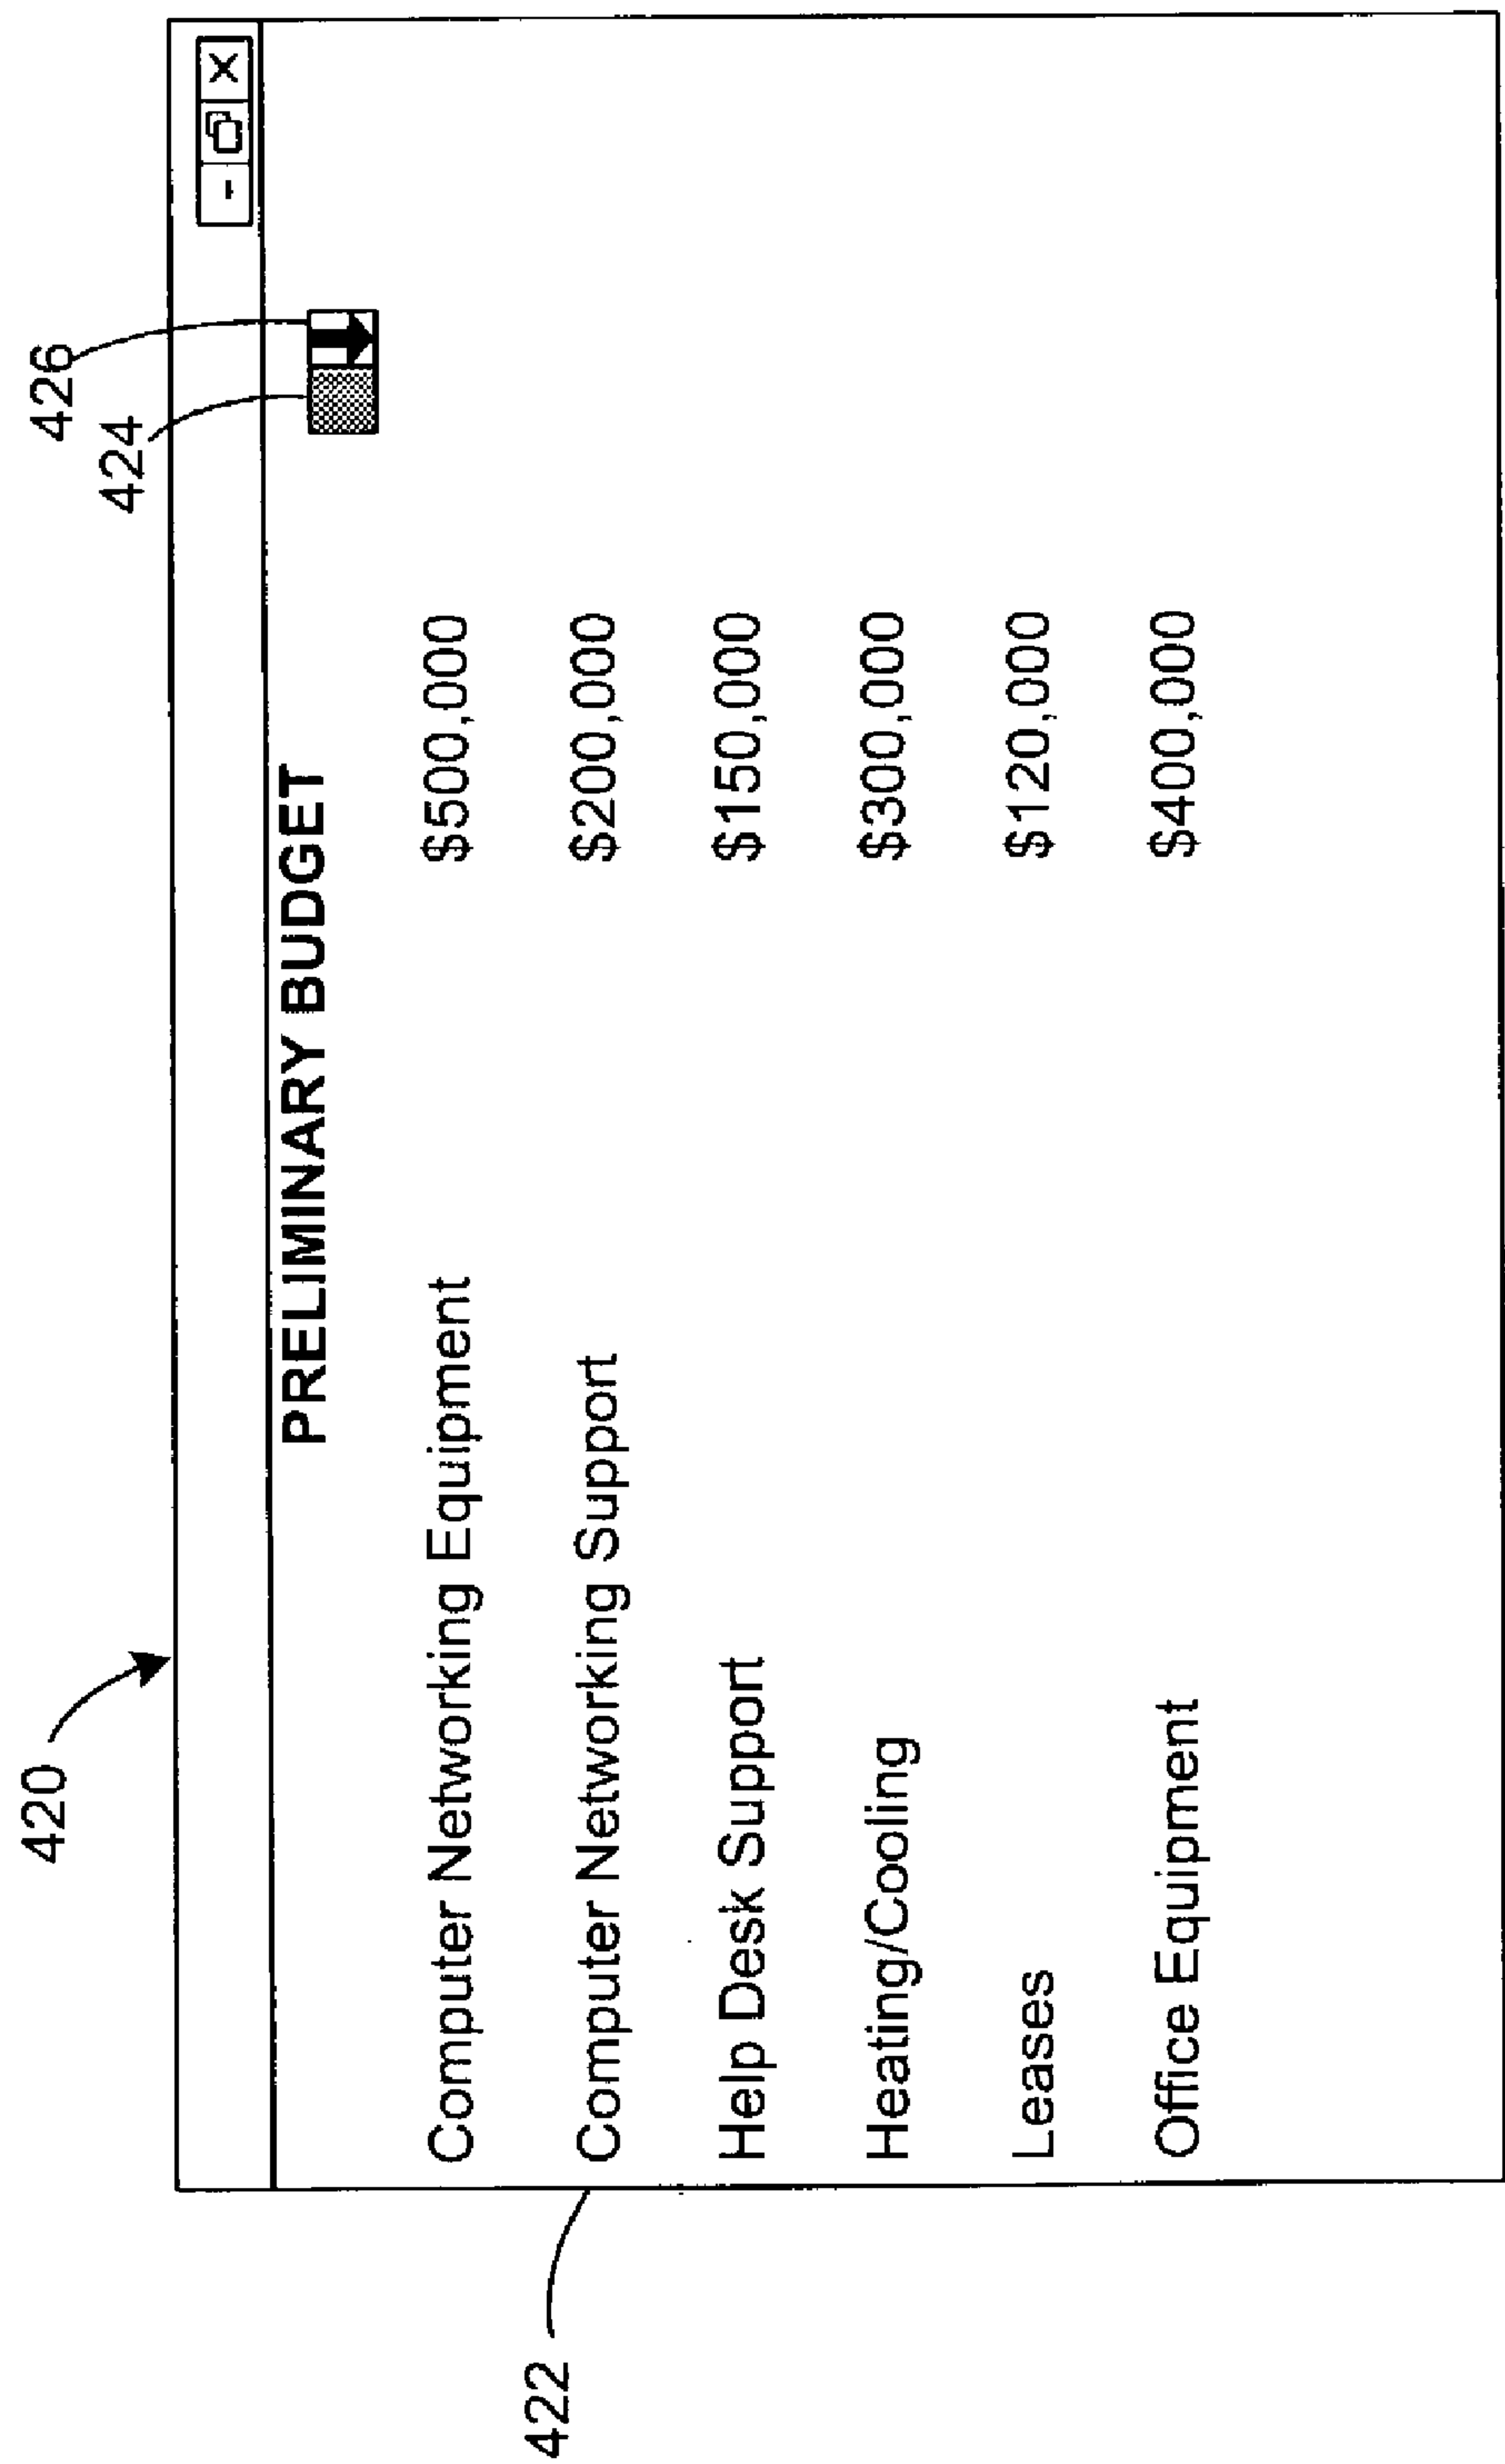 420
426
424
- X
PRELIMINARY BUDGET
Computer Networking Equipment $500,000
422
Computer Networking Support $200,000
Help Desk Support $150,000
Heating/Cooling $300,000
Leases $120,000
Office Equipment $400,000